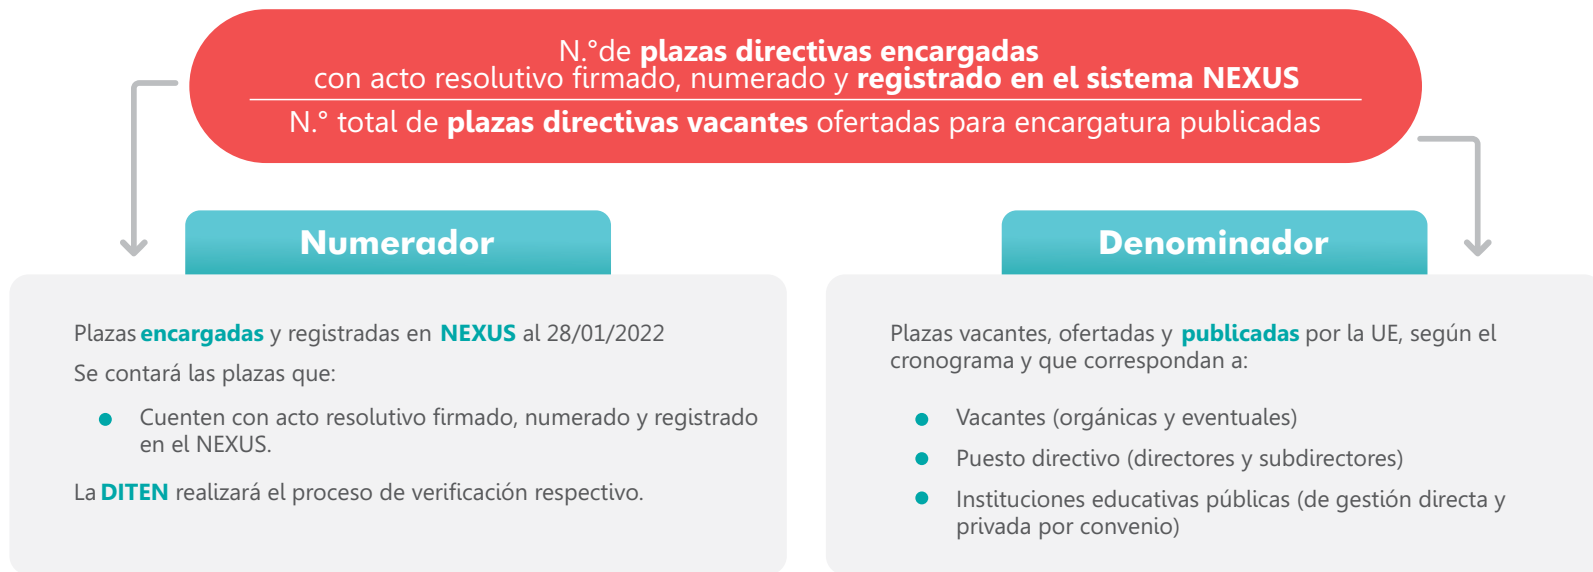 N.°de plazas directivas encargadas
con acto resolutivo firmado, numerado y registrado en el sistema NEXUS
N.° total de plazas directivas vacantes ofertadas para encargatura publicadas
Numerador
Plazas encargadas y registradas en NEXUS al 28/01/2022
Se contará las plazas que:
Cuenten con acto resolutivo firmado, numerado y registrado
en el NEXUS.
La DITEN realizará el proceso de verificación respectivo.
Denominador
Plazas vacantes, ofertadas y publicadas por la UE, según el
cronograma y que correspondan a:
Vacantes (orgánicas y eventuales)
Puesto directivo (directores y subdirectores)
Instituciones educativas públicas (de gestión directa y
privada por convenio)